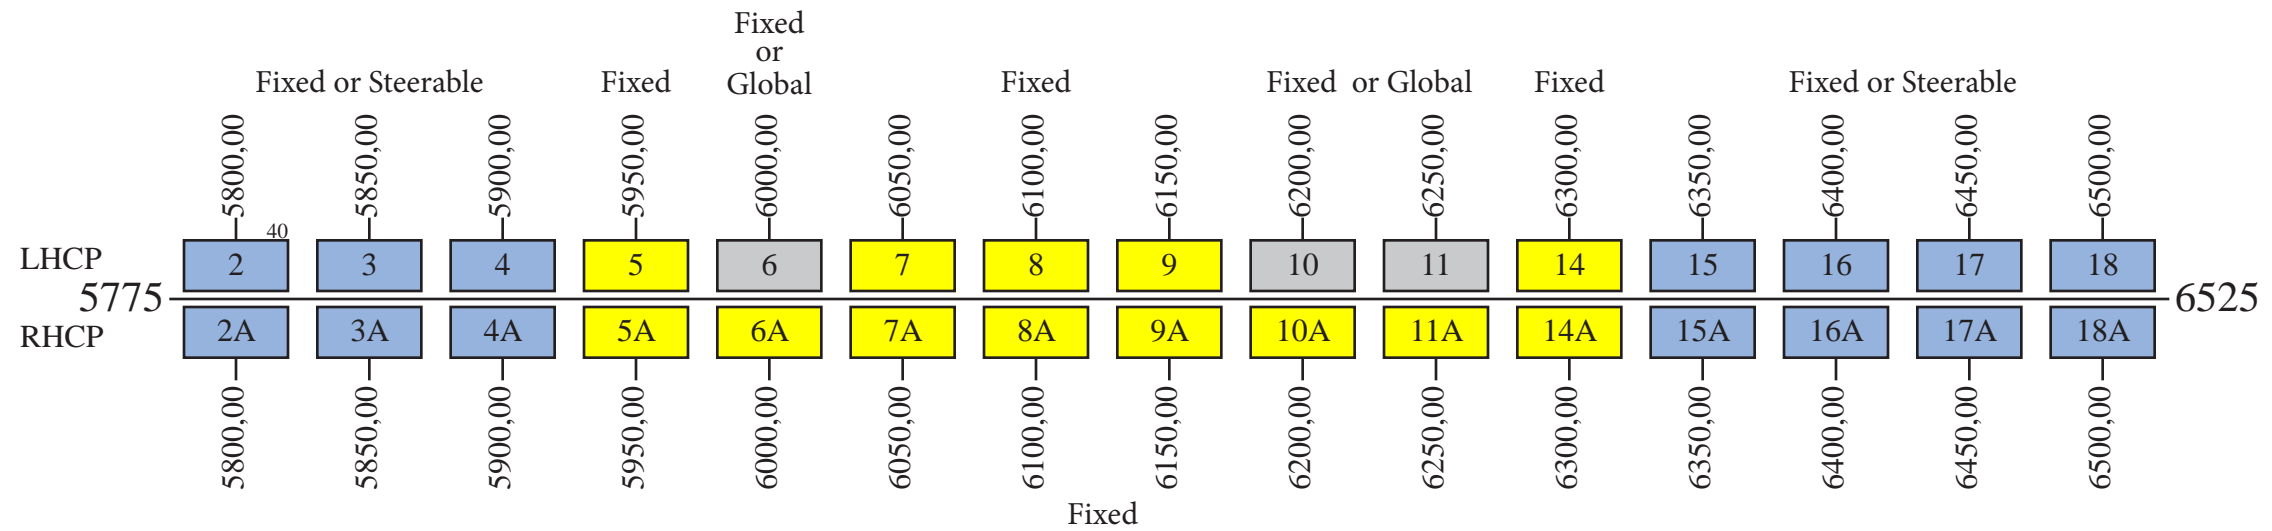 Fixed
or
Global
Fixed or Steerable Fixed Fixed Fixed or Global Fixed Fixed or Steerable
5800,00 5850,00 5900,00 5950,00 6000,00 6050,00 6100,00 6150,00 6200,00 6250,00 6300,00 6350,00 6400,00 6450,00 6500,00
40
LHCP 2 3 4 5 6 7 8 9 10 11 14 15 16 17 18
5775 6525
RHCP 2A 3A 4A 5A 6A 7A 8A 9A 10A 11A 14A 15A 16A 17A 18A
5800,00 5850,00 5900,00 5950,00 6000,00 6050,00 6100,00 6150,00 6200,00 6250,00 6300,00 6350,00 6400,00 6450,00 6500,00
Fixed